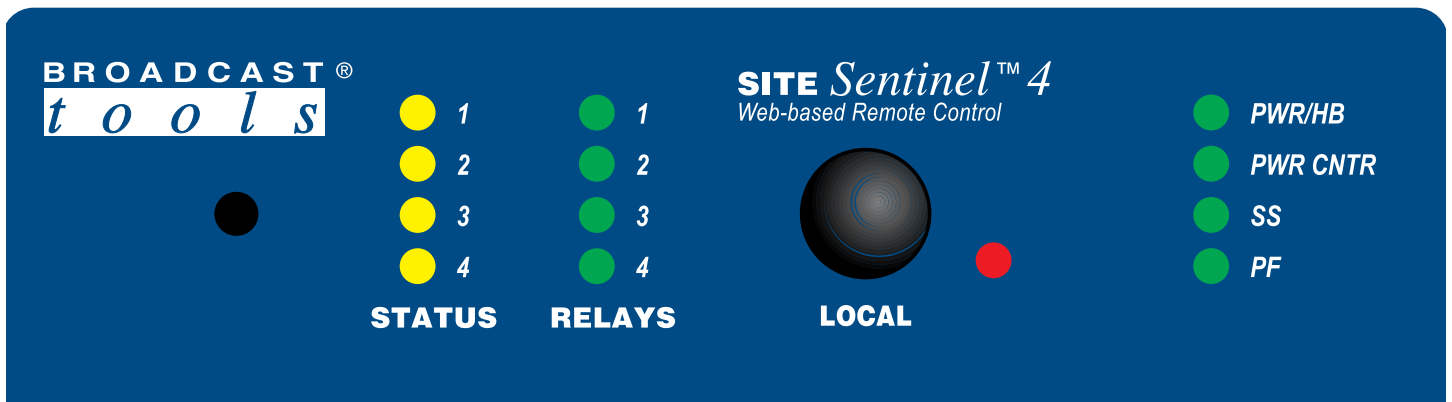 BROADCAST®
tools
1
2
3
4
STATUS
1
2
3
4
RELAYS
SITE Sentinel™ 4
Web-based Remote Control
LOCAL
PWR/HB
PWR CNTR
SS
PF